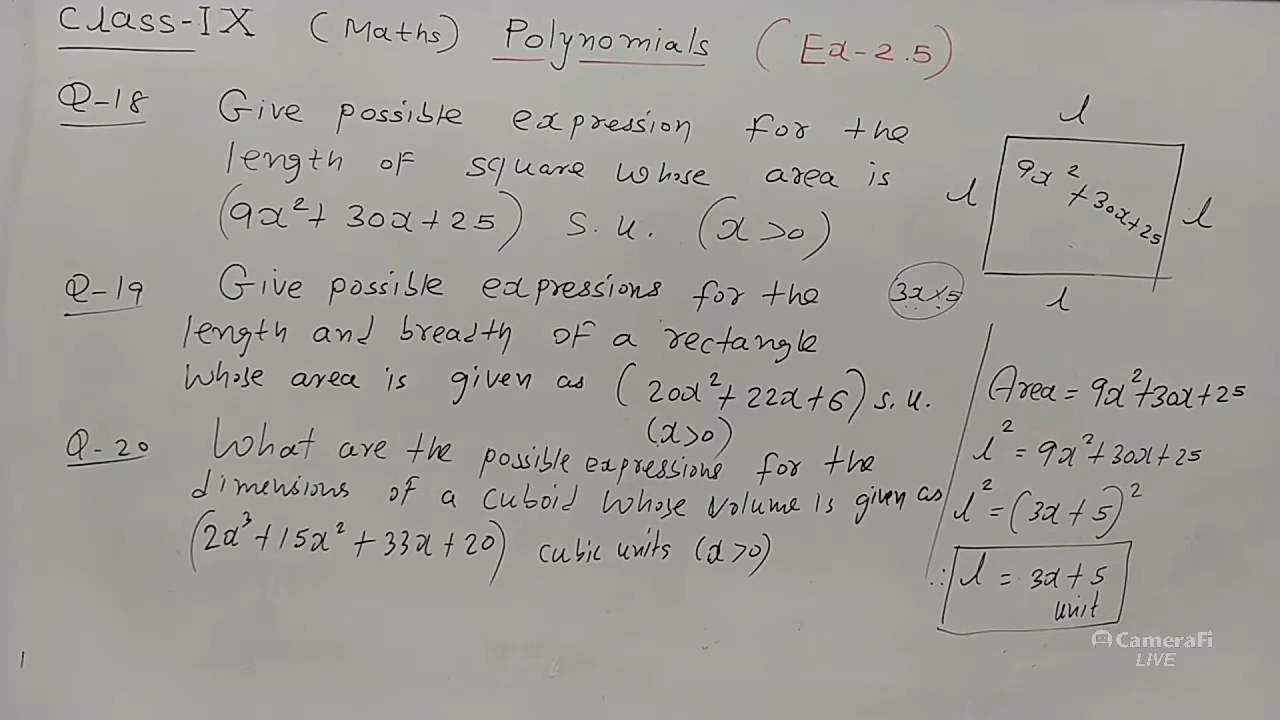 Class-IX (Maths) Polynomials (Ex-2.5)
Q-18 Give possible expression for the
length of square whose area is
(9x²+ 30x+25) s.u. (x>0)
Q-19 Give possible expressions for the
length and breadth of a rectangle
whose area is given as (20x²+22x+6) s.u.
(x>0)
Q-20 What are the possible expressions for the
dimensions of a cuboid whose volume is given as
(2x³+15x²+33x+20) cubic units (x>0)
l
l
9x²
+30x+25
l
l
3x×5
Area = 9x²+30x+25
l² = 9x²+30x+25
l² = (3x+5)²
∴ l = 3x+5
unit
CameraFi
LIVE